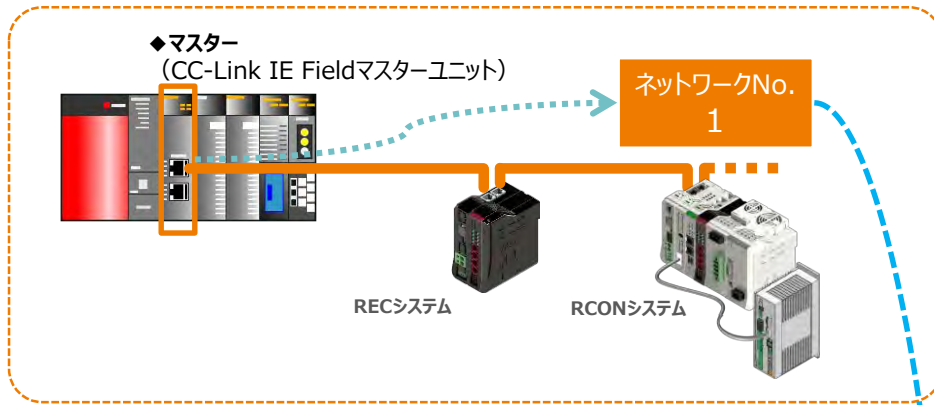 ◆マスター
(CC-Link IE Fieldマスターユニット)
ネットワークNo.
1
RECシステム
RCONシステム